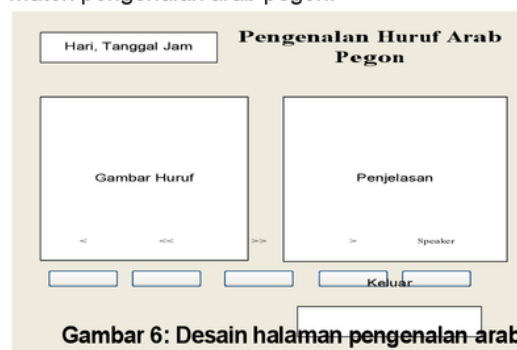 Hari, Tanggal Jam
Pengenalan Huruf Arab
Pegon
Gambar Huruf
Penjelasan
< << >> > Speaker
Keluar
Gambar 6: Desain halaman pengenalan arab